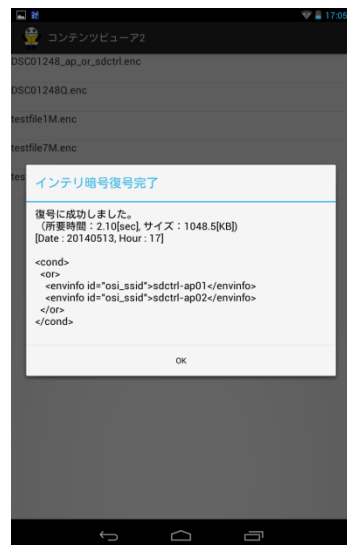 17:05
コンテンツビューア2
DSC01248_ap_or_sdctrl.enc
DSC01248Q.enc
testfile1M.enc
testfile7M.enc
tes
インテリ暗号復号完了
復号に成功しました。
（所要時間：2.10[sec], サイズ：1048.5[KB])
[Date : 20140513, Hour : 17]
<cond>
<or>
<envinfo id="osi_ssid">sdctrl-ap01</envinfo>
<envinfo id="osi_ssid">sdctrl-ap02</envinfo>
</or>
</cond>
OK